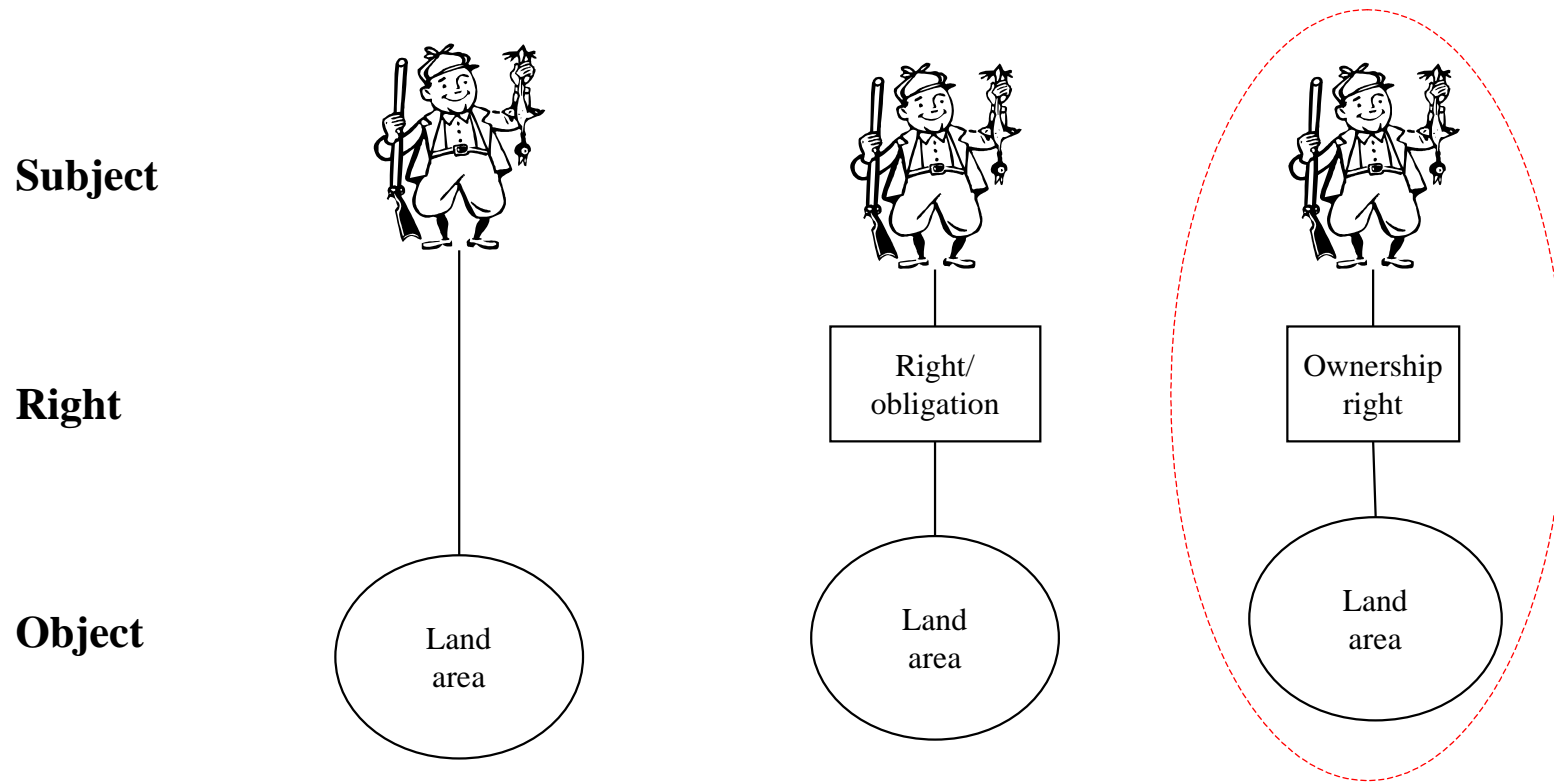 Subject
Right
Right/
obligation
Ownership
right
Object
Land
area
Land
area
Land
area